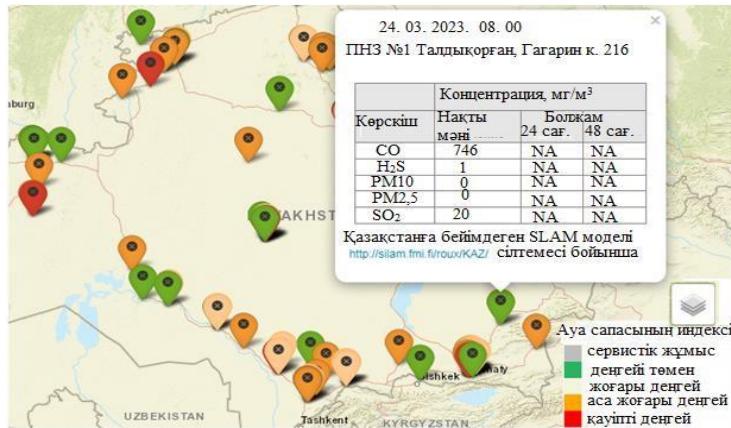 24. 03. 2023. 08. 00
ПНЗ №1 Талдықорған, Гагарин к. 216
Концентрация, мг/м³
Көрскіш
Нақты мәні
Болжам
24 сағ.
48 сағ.
CO 746 NA NA
H₂S 1 NA NA
PM10 0 NA NA
PM2,5 0 NA NA
SO₂ 20 NA NA
Қазақстанға бейімдеген SLAM моделі
http://silam.fmi.fi/roux/KAZ/ сілтемесі бойынша
Ауа сапасының индексі
сервистік жұмыс
деңгейі төмен
жоғары деңгей
аса жоғары деңгей
қауіпті деңгей
UZBEKISTAN
Tashkent
KYRGYZSTAN